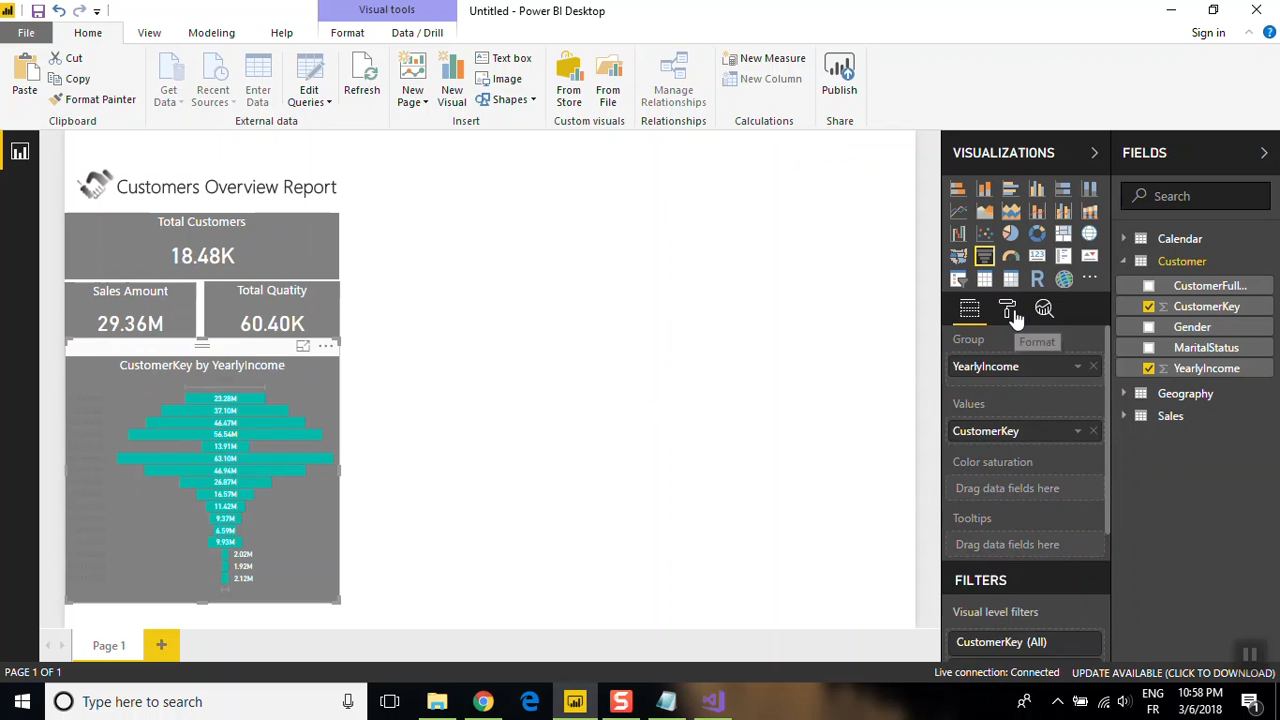 Visual tools
Untitled - Power BI Desktop
File
Home
View
Modeling
Help
Format
Data / Drill
Sign in
Paste
Cut
Copy
Format Painter
Clipboard
Get Data
Recent Sources
Enter Data
Edit Queries
Refresh
External data
New Page
New Visual
Text box
Image
Shapes
Insert
From Store
From File
Custom visuals
Manage Relationships
Relationships
New Measure
New Column
Calculations
Publish
Share
Customers Overview Report
Total Customers
18.48K
Sales Amount
29.36M
Total Quatity
60.40K
CustomerKey by YearlyIncome
23.28M
37.10M
46.47M
56.54M
13.91M
63.10M
46.94M
26.87M
16.57M
11.42M
9.37M
6.59M
9.93M
2.02M
1.92M
2.12M
VISUALIZATIONS
R
123
Format
Group
YearlyIncome
Values
CustomerKey
Color saturation
Drag data fields here
Tooltips
Drag data fields here
FILTERS
Visual level filters
CustomerKey (All)
FIELDS
Search
Calendar
Customer
CustomerFull...
CustomerKey
Gender
MaritalStatus
YearlyIncome
Geography
Sales
Page 1
PAGE 1 OF 1
Live connection: Connected
UPDATE AVAILABLE (CLICK TO DOWNLOAD)
Type here to search
ENG
FR
10:58 PM
3/6/2018
1